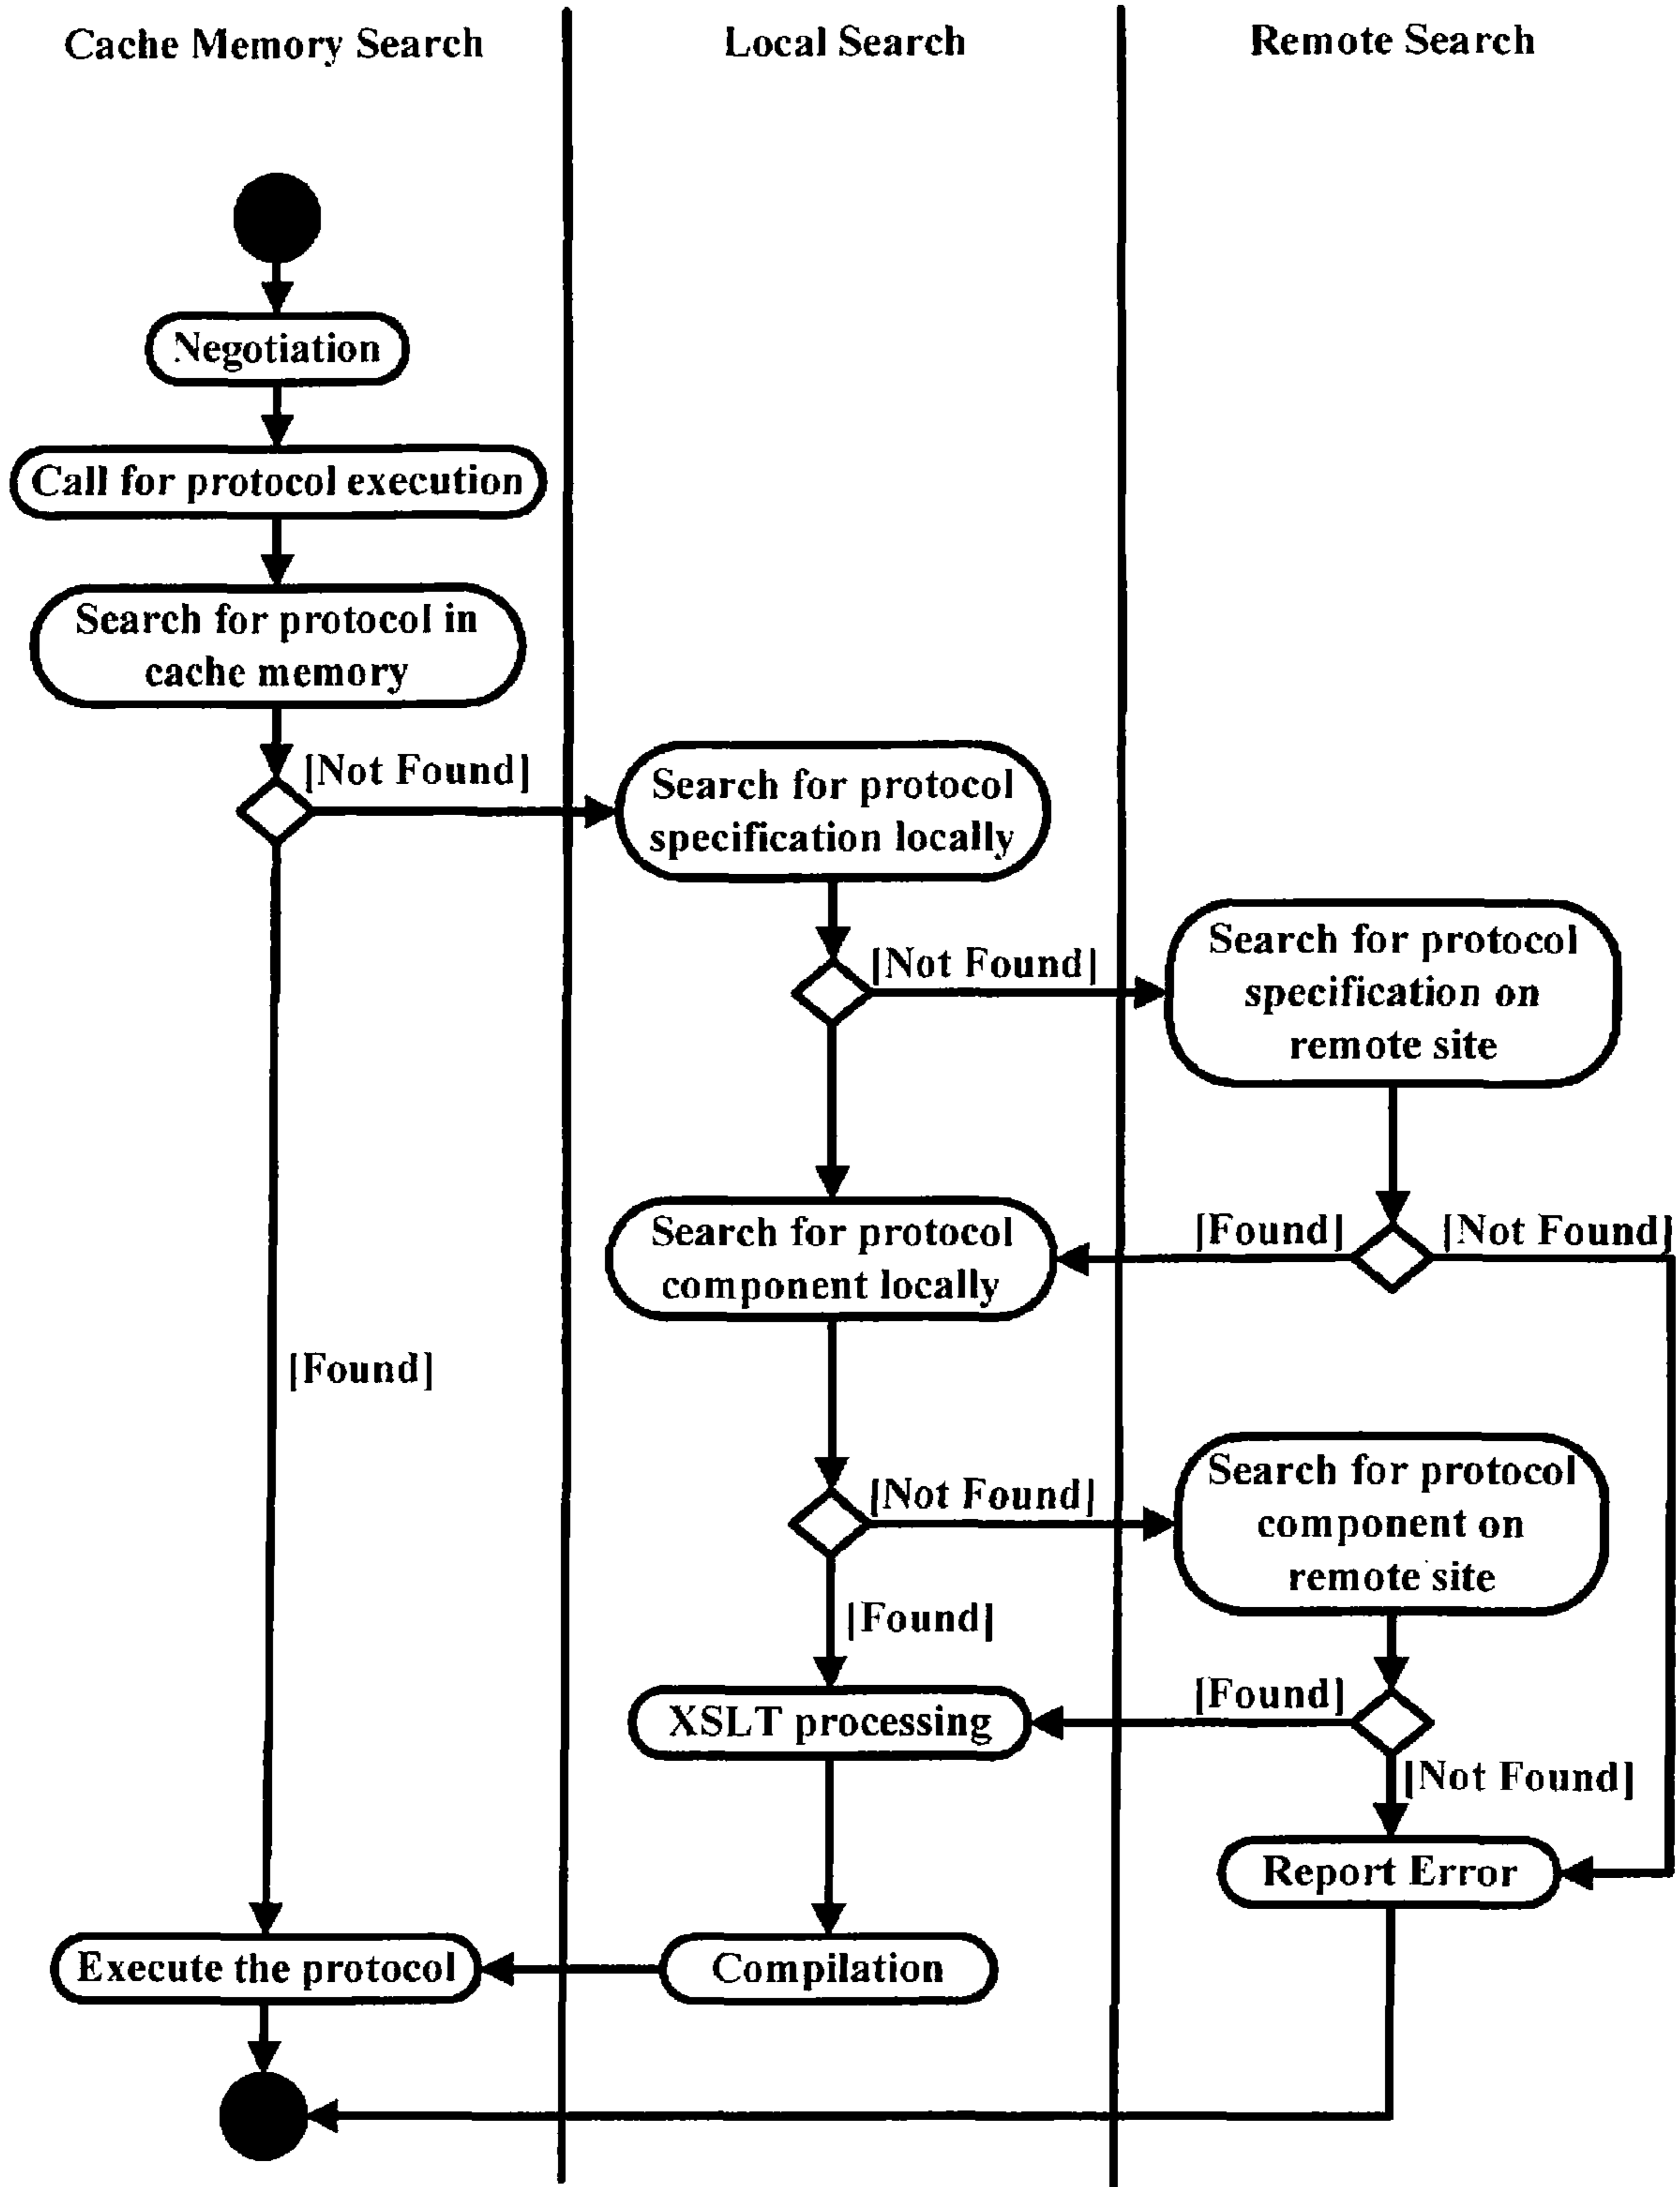 Cache Memory Search
Local Search
Remote Search
Negotiation
Call for protocol execution
Search for protocol in
cache memory
[Not Found]
Search for protocol
specification locally
[Not Found]
Search for protocol
specification on
remote site
Search for protocol
component locally
[Found]
[Not Found]
[Found]
[Not Found]
Search for protocol
component on
remote site
[Found]
XSLT processing
[Found]
[Not Found]
Report Error
Execute the protocol
Compilation